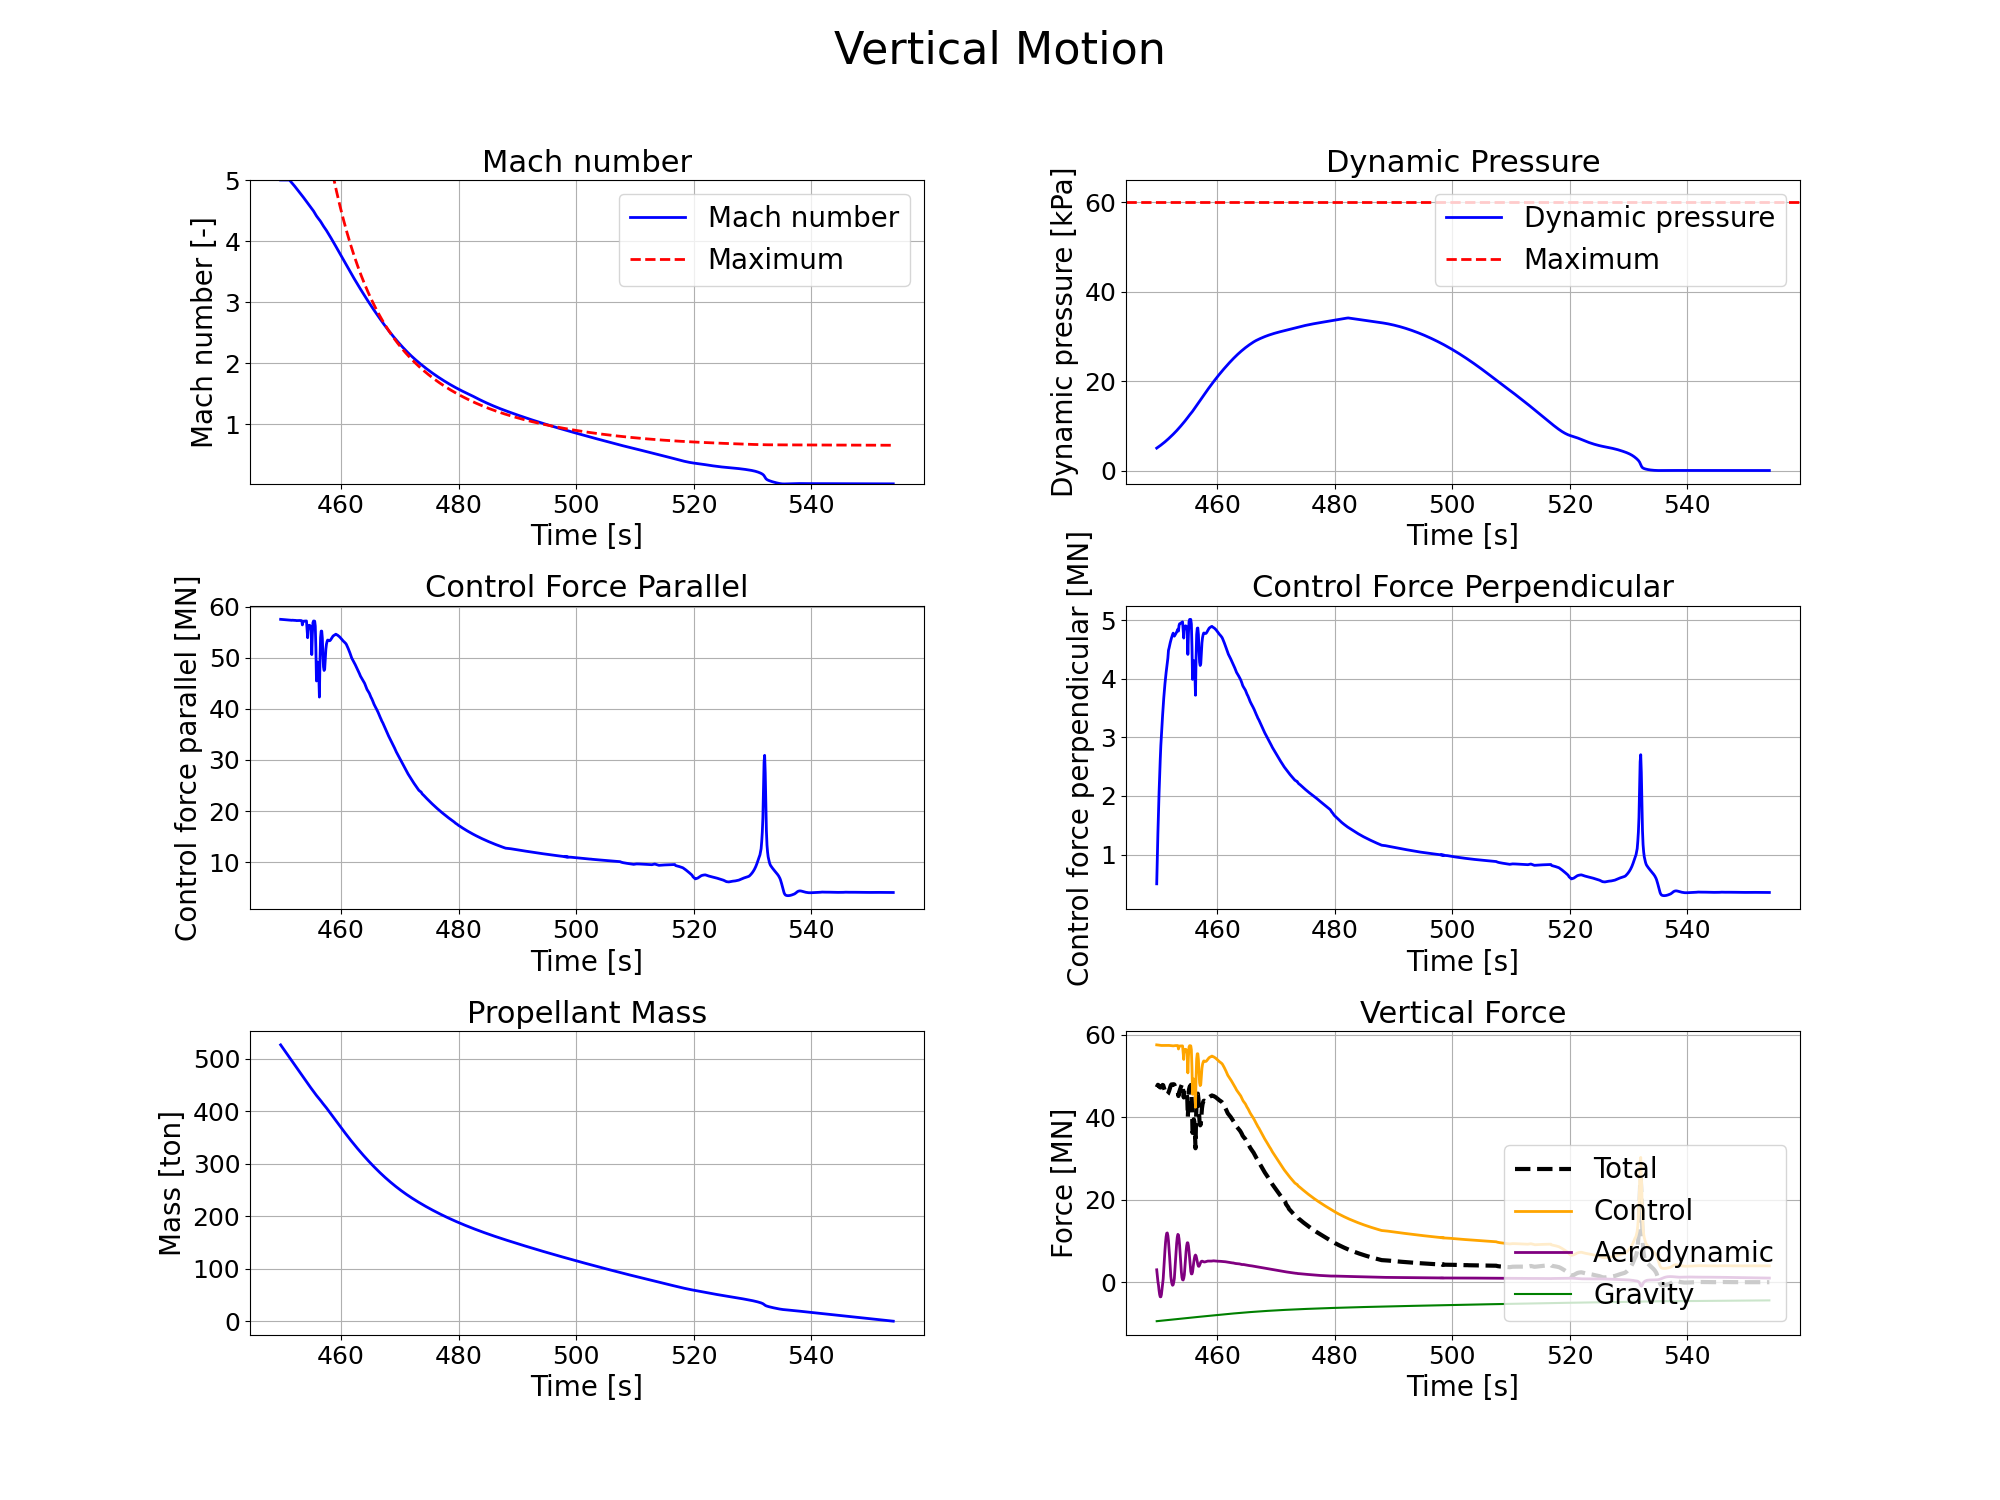 Vertical Motion
Mach number
Mach number [-]
5
4
3
2
1
Mach number
Maximum
460 480 500 520 540
Time [s]
Dynamic Pressure
Dynamic pressure [kPa]
60
40
20
0
Dynamic pressure
Maximum
460 480 500 520 540
Time [s]
Control Force Parallel
Control force parallel [MN]
60
50
40
30
20
10
460 480 500 520 540
Time [s]
Control Force Perpendicular
Control force perpendicular [MN]
5
4
3
2
1
460 480 500 520 540
Time [s]
Propellant Mass
Mass [ton]
500
400
300
200
100
0
460 480 500 520 540
Time [s]
Vertical Force
Force [MN]
60
40
20
0
Total
Control
Aerodynamic
Gravity
460 480 500 520 540
Time [s]